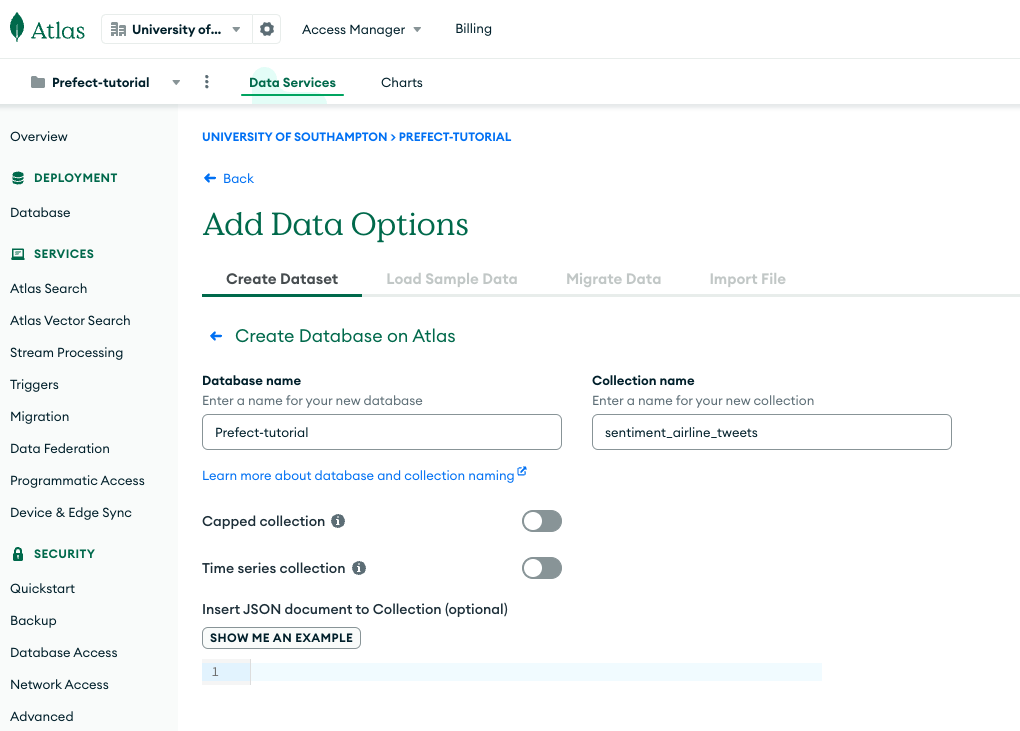 Atlas
University of...
Access Manager
Billing
Prefect-tutorial
Data Services
Charts
Overview
DEPLOYMENT
Database
SERVICES
Atlas Search
Atlas Vector Search
Stream Processing
Triggers
Migration
Data Federation
Programmatic Access
Device & Edge Sync
SECURITY
Quickstart
Backup
Database Access
Network Access
Advanced
UNIVERSITY OF SOUTHAMPTON > PREFECT-TUTORIAL
Back
Add Data Options
Create Dataset
Load Sample Data
Migrate Data
Import File
Create Database on Atlas
Database name
Enter a name for your new database
Prefect-tutorial
Collection name
Enter a name for your new collection
sentiment_airline_tweets
Learn more about database and collection naming
Capped collection
Time series collection
Insert JSON document to Collection (optional)
SHOW ME AN EXAMPLE
1